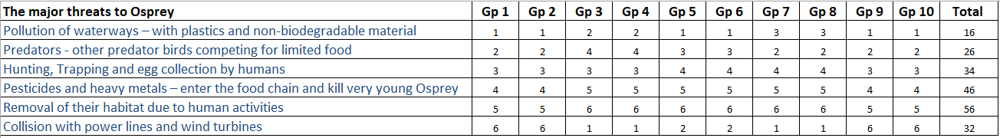 The major threats to Osprey Gp 1 Gp 2 Gp 3 Gp 4 Gp 5 Gp 6 Gp 7 Gp 8 Gp 9 Gp 10 Total
Pollution of waterways – with plastics and non-biodegradable material 1 1 2 2 1 1 3 3 1 1 16
Predators - other predator birds competing for limited food 2 2 4 4 3 3 2 2 2 2 26
Hunting, Trapping and egg collection by humans 3 3 3 3 4 4 4 4 3 3 34
Pesticides and heavy metals – enter the food chain and kill very young Osprey 4 4 5 5 5 5 5 5 4 4 46
Removal of their habitat due to human activities 5 5 6 6 6 6 6 6 5 5 56
Collision with power lines and wind turbines 6 6 1 1 2 2 1 1 6 6 32